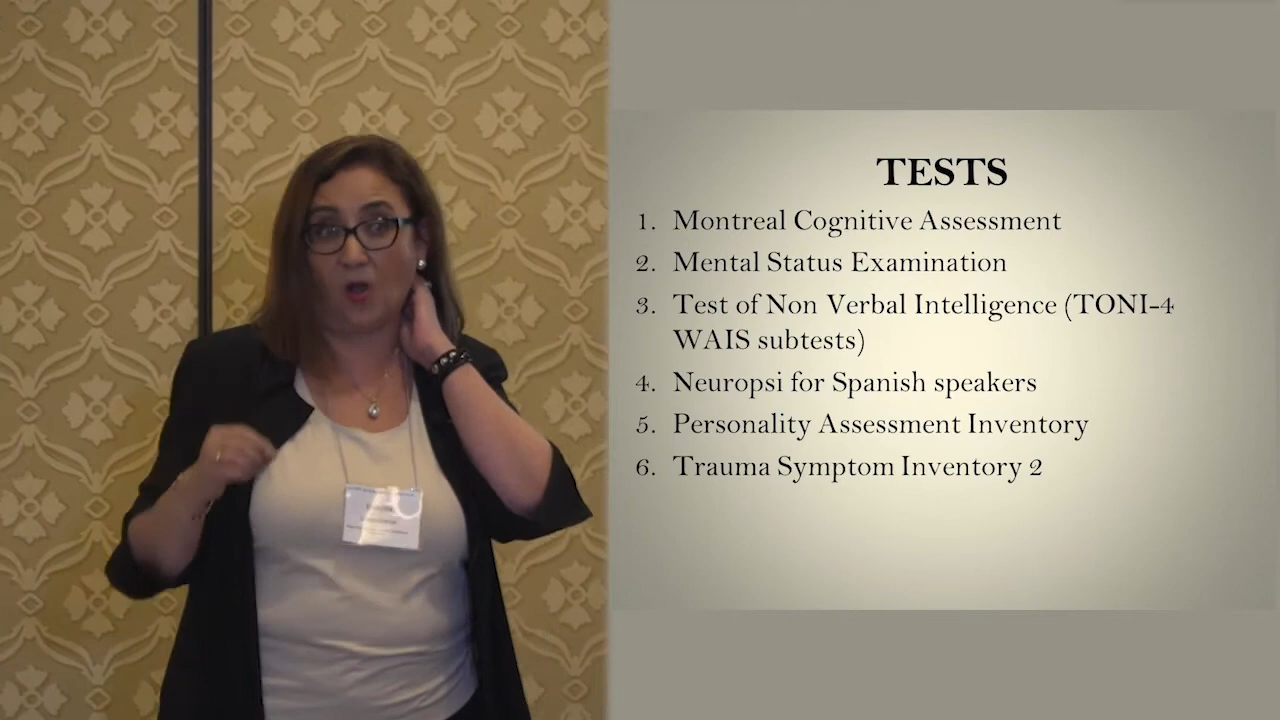 TESTS
1. Montreal Cognitive Assessment
2. Mental Status Examination
3. Test of Non Verbal Intelligence (TONI-4
WAIS subtests)
4. Neuropsi for Spanish speakers
5. Personality Assessment Inventory
6. Trauma Symptom Inventory 2